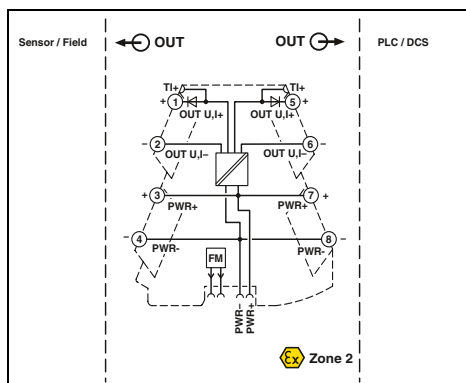 Sensor / Field
OUT
OUT
PLC / DCS
TI+
TI+
+ 1
5 +
OUT U,I+
OUT U,I+
− 2
6 −
OUT U,I−
OUT U,I−
+ 3
7 +
PWR+
PWR+
− 4
8 −
PWR-
PWR-
FM
PWR-
PWR+
Ex Zone 2